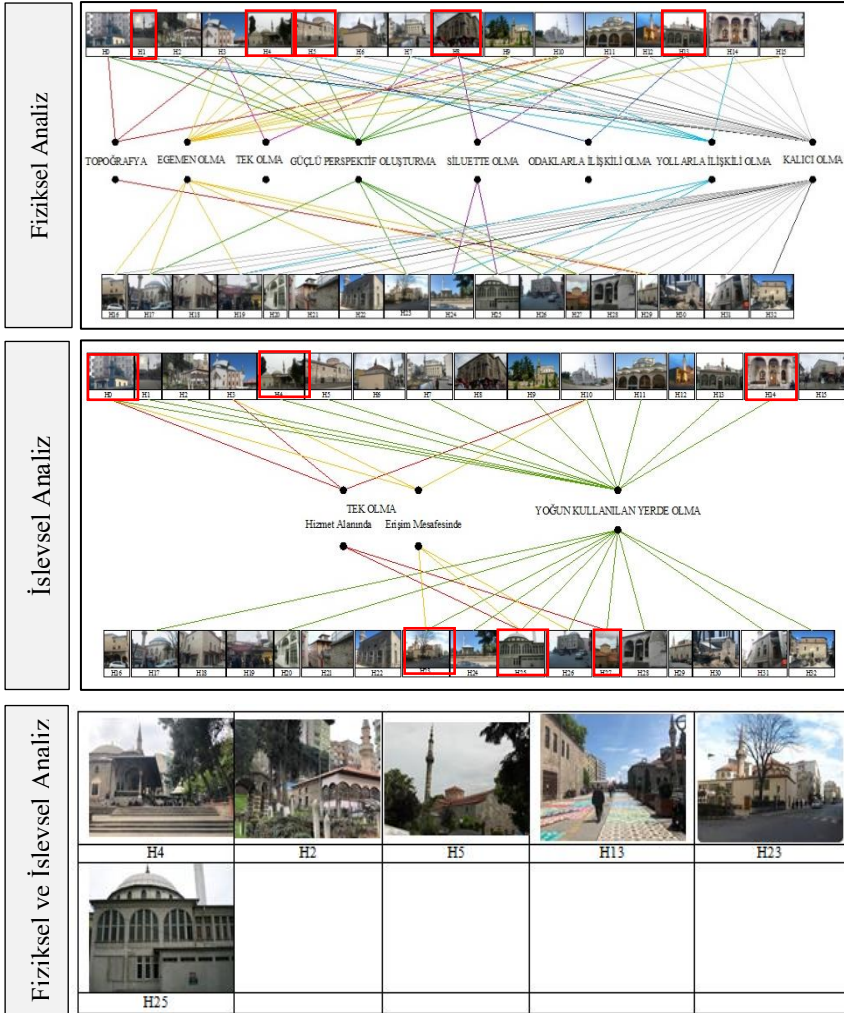 Fiziksel Analiz
H0 H1 H2 H3 H4 H5 H6 H7 H8 H9 H10 H11 H12 H13 H14 H15
TOPOĞRAFYA EGEMEN OLMA TEK OLMA GÜÇLÜ PERSPEKTİF OLUŞTURMA SİLUETTE OLMA ODAKLARLA İLİŞKİLİ OLMA YOLLARLA İLİŞKİLİ OLMA KALICI OLMA
H16 H17 H18 H19 H20 H21 H22 H23 H24 H25 H26 H27 H28 H29 H30 H31 H32
İşlevsel Analiz
H0 H1 H2 H3 H4 H5 H6 H7 H8 H9 H10 H11 H12 H13 H14 H15
TEK OLMA
Hizmet Alanında Erişim Mesafesinde
YOĞUN KULLANILAN YERDE OLMA
H16 H17 H18 H19 H20 H21 H22 H23 H24 H25 H26 H27 H28 H29 H30 H31 H32
Fiziksel ve İşlevsel Analiz
H4 H2 H5 H13 H23
H25